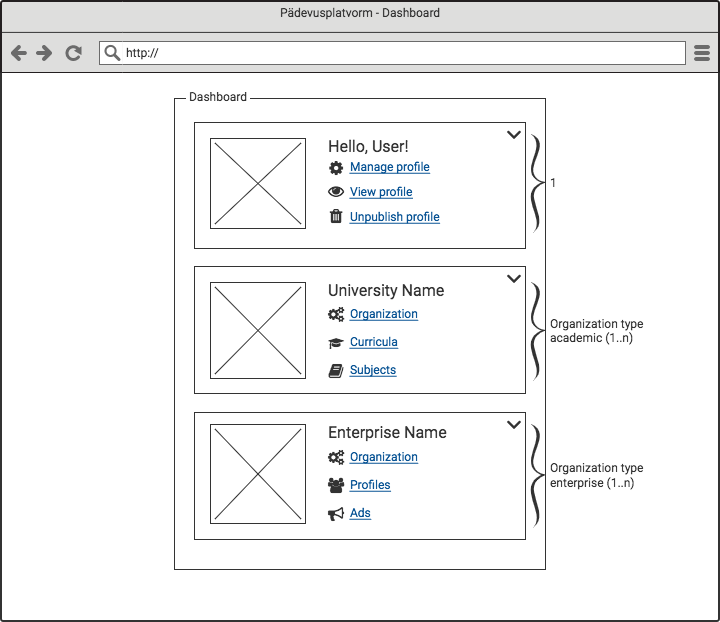 Pädevusplatvorm - Dashboard
http://
Dashboard
Hello, User!
Manage profile
View profile
Unpublish profile
1
University Name
Organization
Curricula
Subjects
Organization type
academic (1..n)
Enterprise Name
Organization
Profiles
Ads
Organization type
enterprise (1..n)